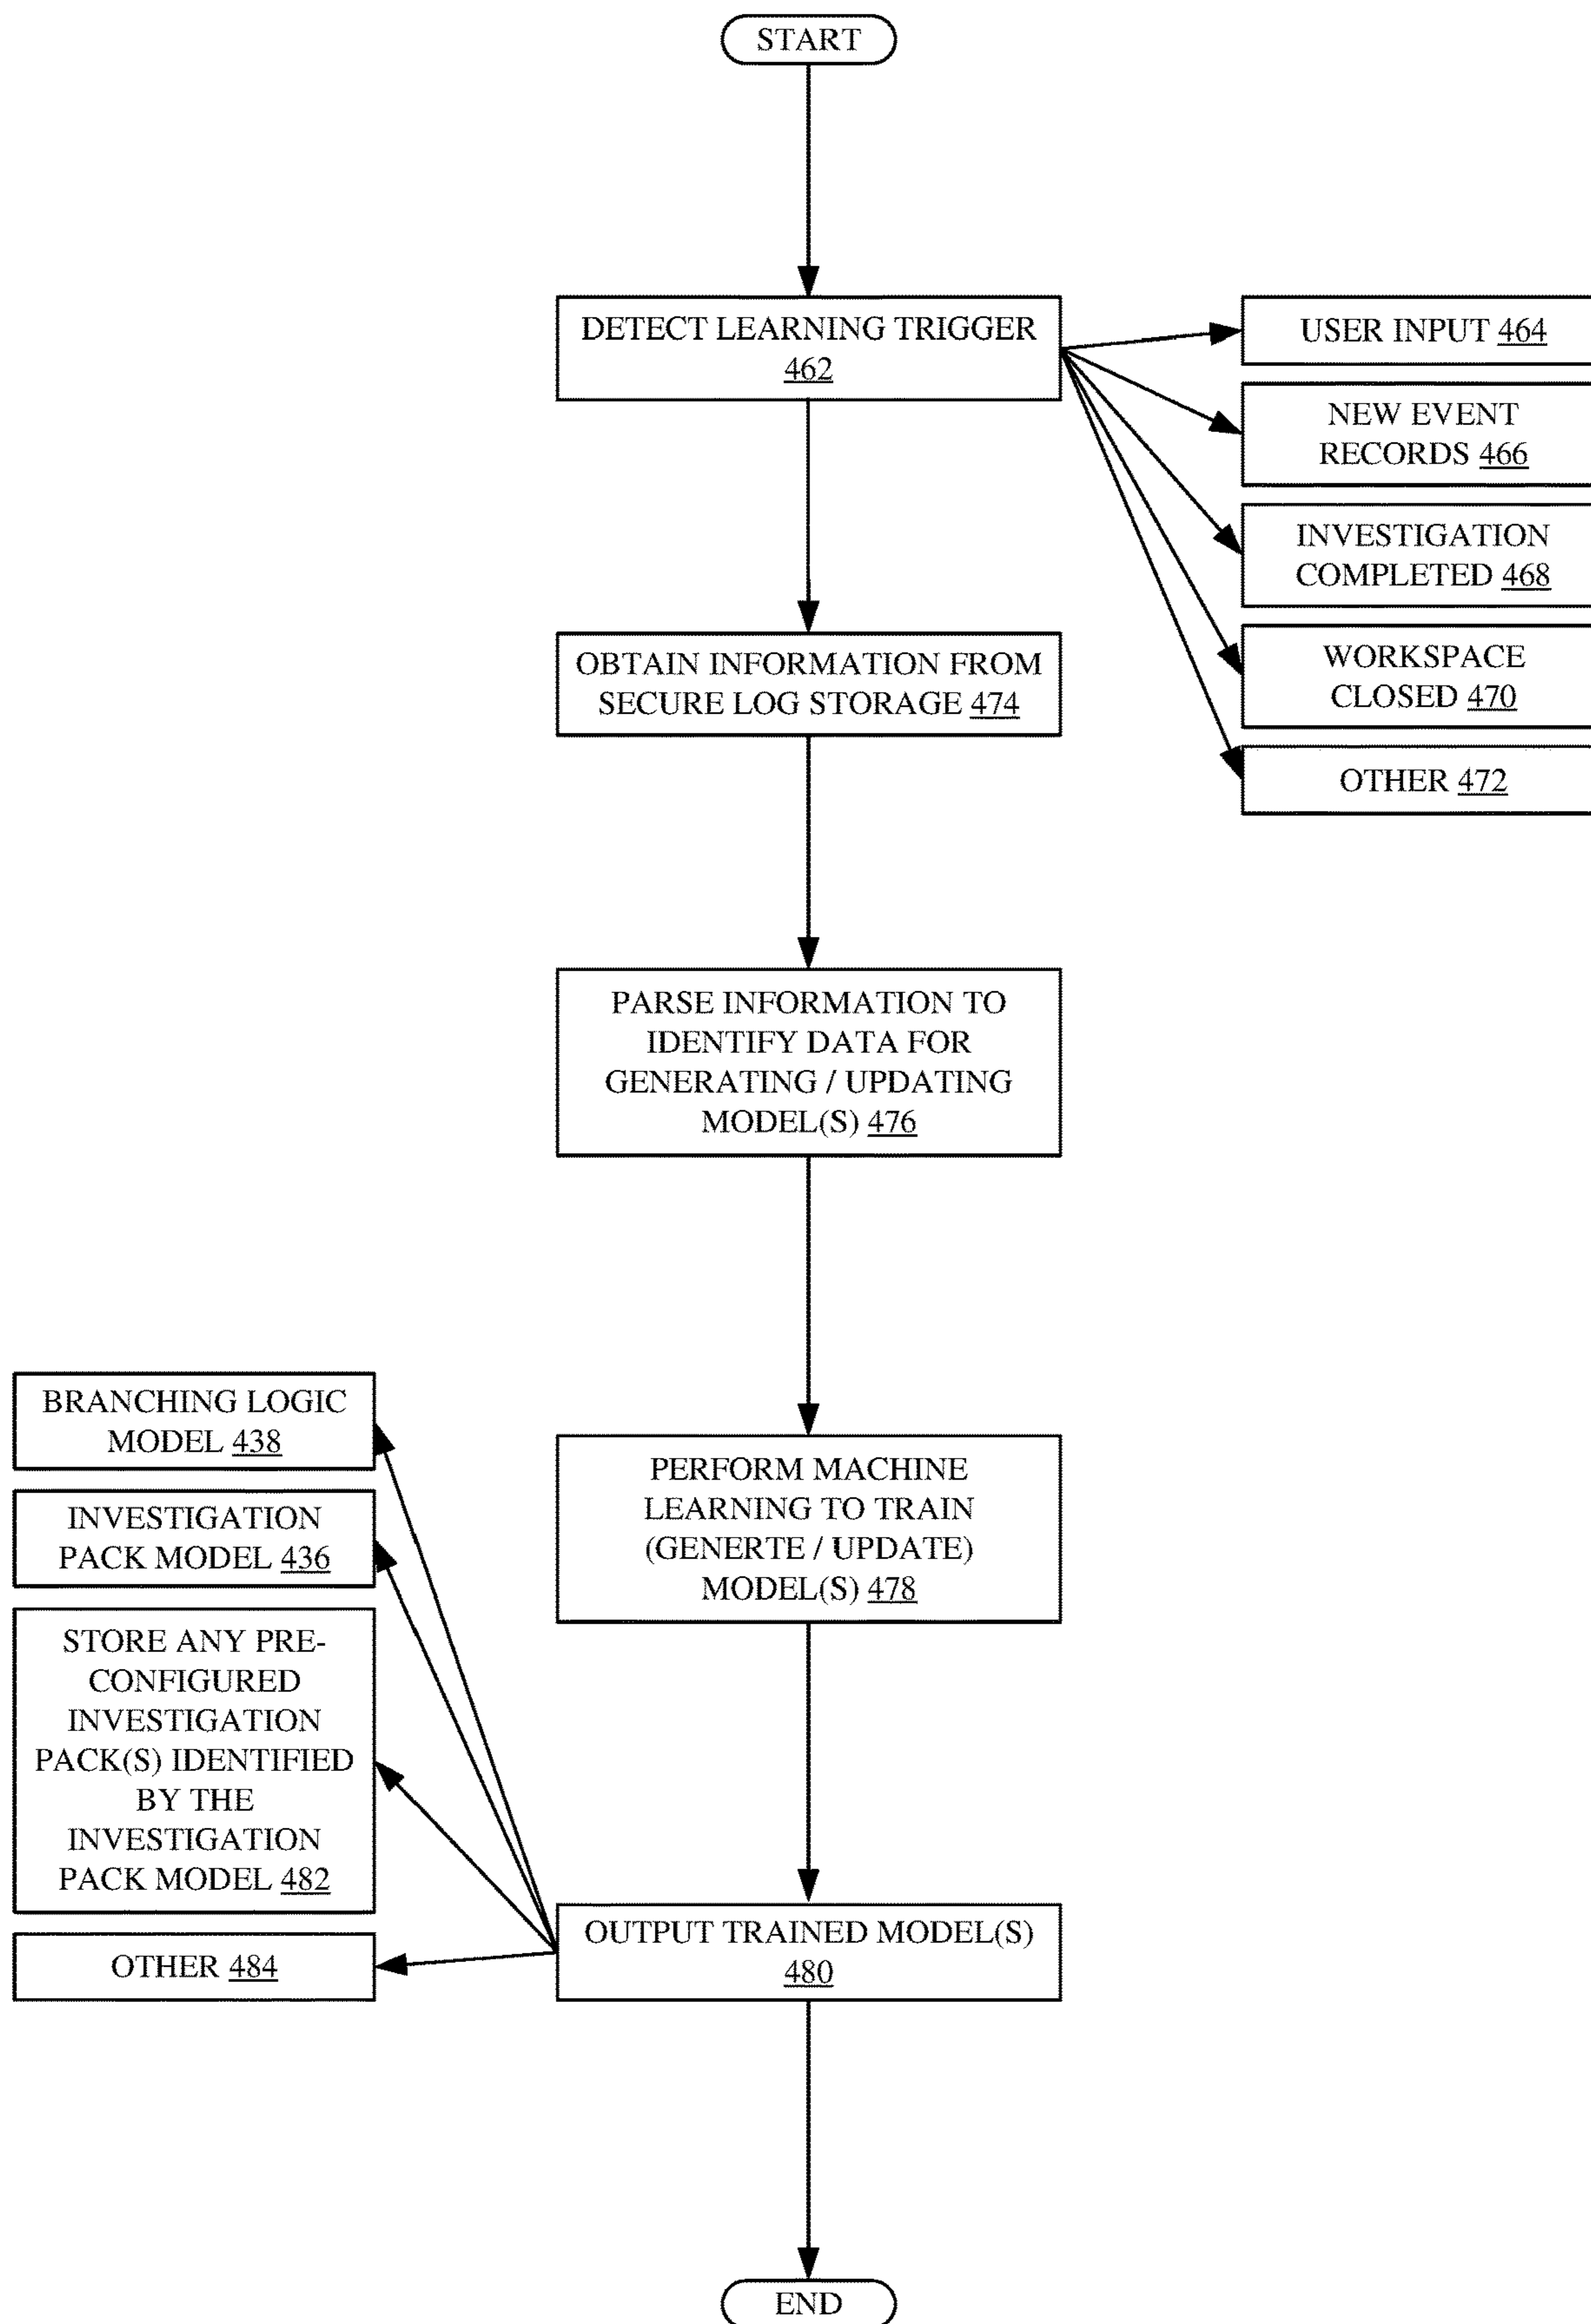 START
DETECT LEARNING TRIGGER
462
USER INPUT 464
NEW EVENT
RECORDS 466
INVESTIGATION
COMPLETED 468
WORKSPACE
CLOSED 470
OTHER 472
OBTAIN INFORMATION FROM
SECURE LOG STORAGE 474
PARSE INFORMATION TO
IDENTIFY DATA FOR
GENERATING / UPDATING
MODEL(S) 476
PERFORM MACHINE
LEARNING TO TRAIN
(GENERTE / UPDATE)
MODEL(S) 478
BRANCHING LOGIC
MODEL 438
INVESTIGATION
PACK MODEL 436
STORE ANY PRE-
CONFIGURED
INVESTIGATION
PACK(S) IDENTIFIED
BY THE
INVESTIGATION
PACK MODEL 482
OTHER 484
OUTPUT TRAINED MODEL(S)
480
END